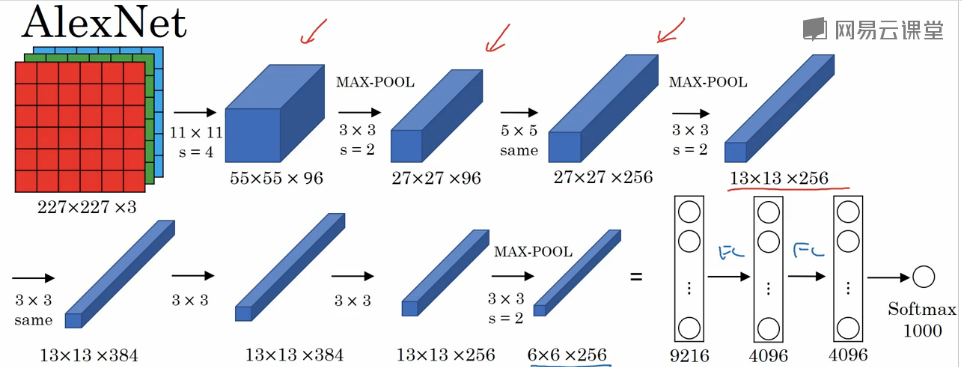 AlexNet
网易云课堂
MAX-POOL
MAX-POOL
11 × 11
s = 4
3 × 3
s = 2
5 × 5
same
3 × 3
s = 2
55×55 × 96
27×27 ×96
27×27 ×256
13×13 ×256
227×227 ×3
MAX-POOL
FC
FC
=
3 × 3
same
3 × 3
3 × 3
3 × 3
s = 2
⋮
⋮
⋮
Softmax
1000
13×13 ×384
13×13 ×384
13×13 ×256
6×6 ×256
9216
4096
4096